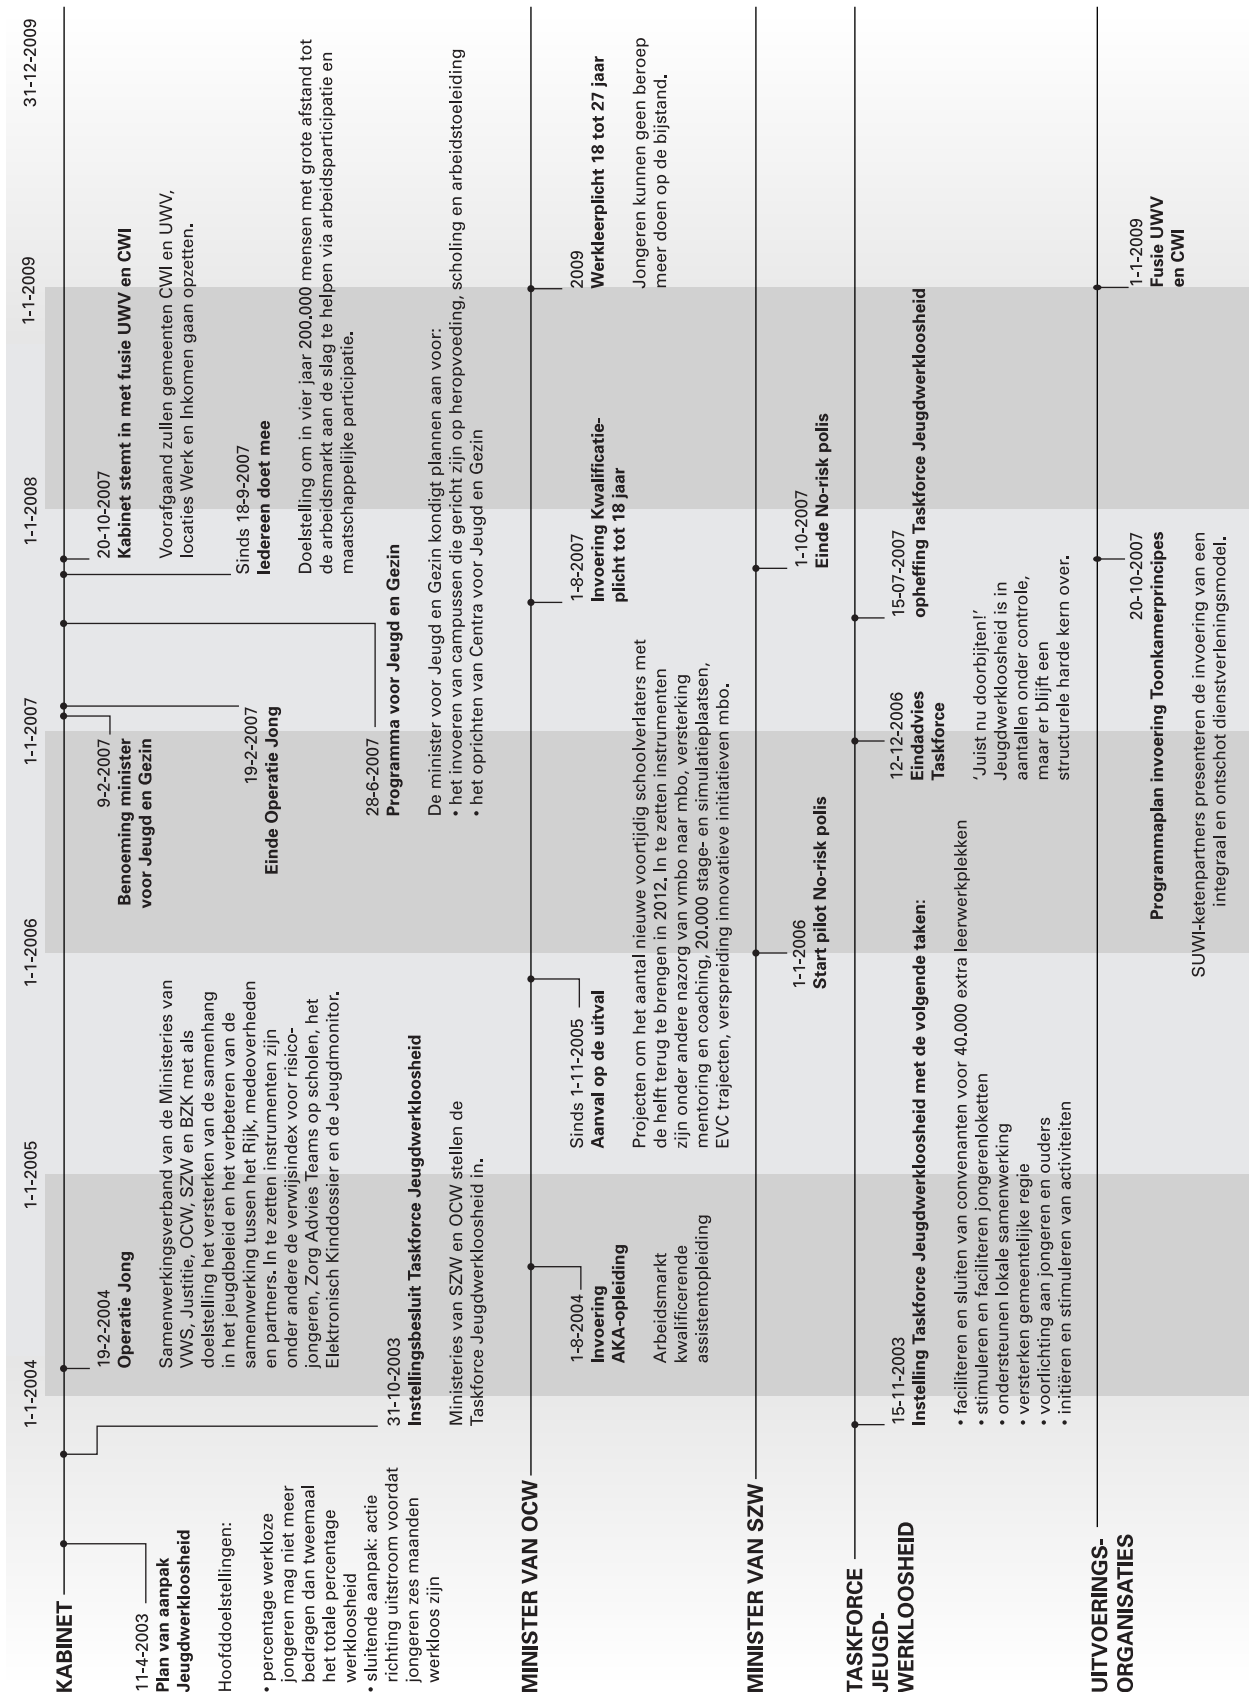 1-1-2004
1-1-2005
1-1-2006
1-1-2007
1-1-2008
1-1-2009
31-12-2009
KABINET
11-4-2003
Plan van aanpak
Jeugdwerkloosheid
Hoofddoelstellingen:
• percentage werkloze
jongeren mag niet meer
bedragen dan tweemaal
het totale percentage
werkloosheid
• sluitende aanpak: actie
richting uitstroom voordat
jongeren zes maanden
werkloos zijn
31-10-2003
Instellingsbesluit Taskforce Jeugdwerkloosheid
Ministeries van SZW en OCW stellen de
Taskforce Jeugdwerkloosheid in.
19-2-2004
Operatie Jong
Samenwerkingsverband van de Ministeries van
VWS, Justitie, OCW, SZW en BZK met als
doelstelling het versterken van de samenhang
in het jeugdbeleid en het verbeteren van de
samenwerking tussen het Rijk, medeoverheden
en partners. In te zetten instrumenten zijn
onder andere de verwijsindex voor risico-
jongeren, Zorg Advies Teams op scholen, het
Elektronisch Kinddossier en de Jeugdmonitor.
9-2-2007
Benoeming minister
voor Jeugd en Gezin
19-2-2007
Einde Operatie Jong
28-6-2007
Programma voor Jeugd en Gezin
De minister voor Jeugd en Gezin kondigt plannen aan voor:
• het invoeren van campussen die gericht zijn op heropvoeding, scholing en arbeidstoeleiding
• het oprichten van Centra voor Jeugd en Gezin
Sinds 18-9-2007
Iedereen doet mee
Doelstelling om in vier jaar 200.000 mensen met grote afstand tot
de arbeidsmarkt aan de slag te helpen via arbeidsparticipatie en
maatschappelijke participatie.
20-10-2007
Kabinet stemt in met fusie UWV en CWI
Voorafgaand zullen gemeenten CWI en UWV,
locaties Werk en Inkomen gaan opzetten.
MINISTER VAN OCW
1-8-2004
Invoering
AKA-opleiding
Arbeidsmarkt
kwalificerende
assistentopleiding
Sinds 1-11-2005
Aanval op de uitval
Projecten om het aantal nieuwe voortijdig schoolverlaters met
de helft terug te brengen in 2012. In te zetten instrumenten
zijn onder andere nazorg van vmbo naar mbo, versterking
mentoring en coaching, 20.000 stage- en simulatieplaatsen,
EVC trajecten, verspreiding innovatieve initiatieven mbo.
1-8-2007
Invoering Kwalificatie-
plicht tot 18 jaar
2009
Werkleerplicht 18 tot 27 jaar
Jongeren kunnen geen beroep
meer doen op de bijstand.
MINISTER VAN SZW
1-1-2006
Start pilot No-risk polis
1-10-2007
Einde No-risk polis
TASKFORCE
JEUGD-
WERKLOOSHEID
15-11-2003
Instelling Taskforce Jeugdwerkloosheid met de volgende taken:
• faciliteren en sluiten van convenanten voor 40.000 extra leerwerkplekken
• stimuleren en faciliteren jongerenloketten
• ondersteunen lokale samenwerking
• versterken gemeentelijke regie
• voorlichting aan jongeren en ouders
• initiëren en stimuleren van activiteiten
12-12-2006
Eindadvies
Taskforce
‘Juist nu doorbijten!’
Jeugdwerkloosheid is in
aantallen onder controle,
maar er blijft een
structurele harde kern over.
15-07-2007
opheffing Taskforce Jeugdwerkloosheid
UITVOERINGS-
ORGANISATIES
20-10-2007
Programmaplan invoering Toonkamerprincipes
SUWI-ketenpartners presenteren de invoering van een
integraal en ontschot dienstverleningsmodel.
1-1-2009
Fusie UWV
en CWI